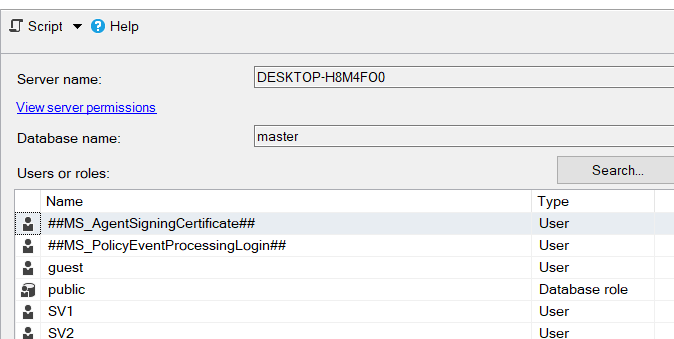 Script Help
Server name: DESKTOP-H8M4FO0
View server permissions
Database name: master
Users or roles: Search...
Name Type
##MS_AgentSigningCertificate## User
##MS_PolicyEventProcessingLogin## User
guest User
public Database role
SV1 User
SV2 User